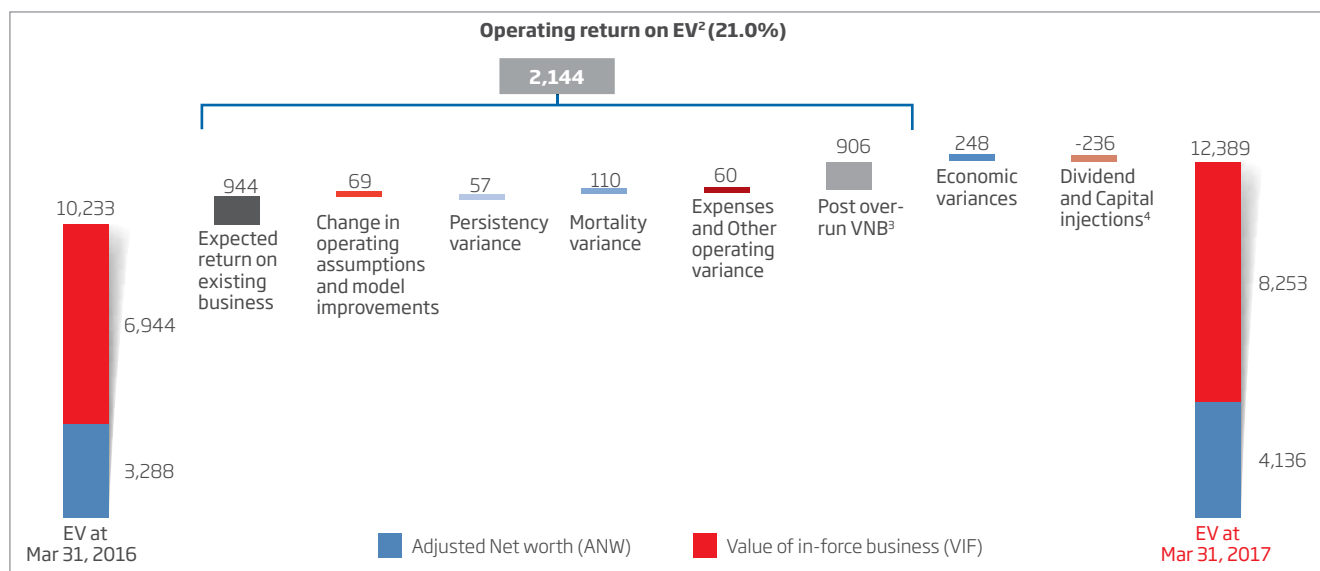 Operating return on EV² (21.0%)
2,144
10,233
6,944
3,288
EV at
Mar 31, 2016
944
Expected
return on
existing
business
69
Change in
operating
assumptions
and model
improvements
57
Persistency
variance
110
Mortality
variance
60
Expenses
and Other
operating
variance
906
Post over-
run VNB³
248
Economic
variances
-236
Dividend
and Capital
injections⁴
12,389
8,253
4,136
EV at
Mar 31, 2017
Adjusted Net worth (ANW)
Value of in-force business (VIF)